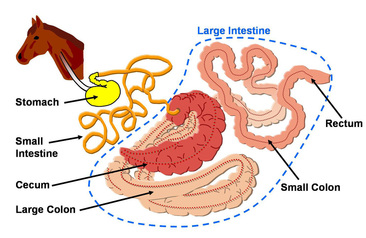 Large Intestine
Stomach
Rectum
Small
Intestine
Cecum
Small Colon
Large Colon